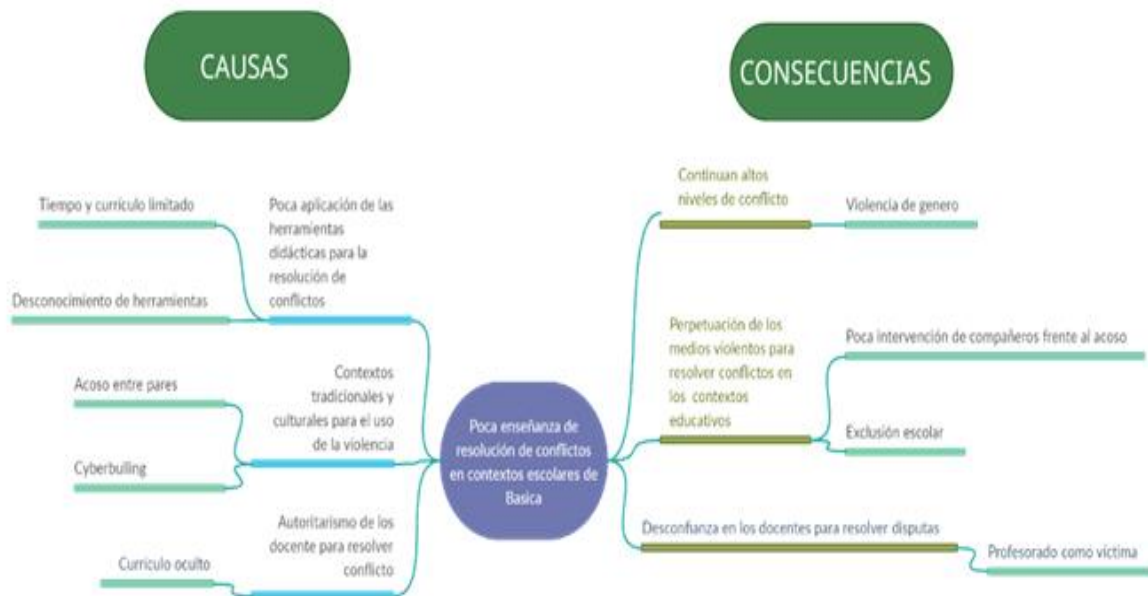 CAUSAS
CONSECUENCIAS
Tiempo y currículo limitado
Poca aplicación de las
herramientas
didácticas para la
resolución de
conflictos
Desconocimiento de herramientas
Acoso entre pares
Contextos
tradicionales y
culturales para el uso
de la violencia
Cyberbulling
Autoritarismo de los
docente para resolver
conflicto
Currículo oculto
Poca enseñanza de
resolución de conflictos
en contextos escolares de
Basica
Continuan altos
niveles de conflicto
Violencia de genero
Perpetuación de los
medios violentos para
resolver conflictos en
los contextos
educativos
Poca intervención de compañeros frente al acoso
Exclusión escolar
Desconfianza en los docentes para resolver disputas
Profesorado como víctima